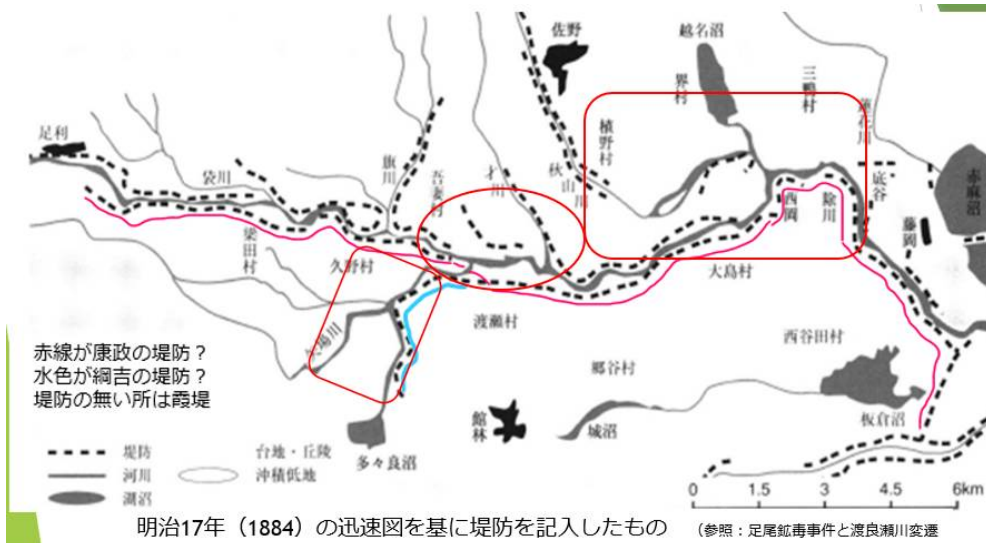 佐野
越名沼
界村
三鴨村
植野村
足利
袋川
旗川
吾妻村
才川
秋山川
赤麻沼
底谷
藤岡
西岡
除川
梁田村
久野村
大島村
矢場川
渡瀬村
西谷田村
郷谷村
赤線が康政の堤防？
水色が綱吉の堤防？
堤防の無い所は霞堤
館林
城沼
板倉沼
多々良沼
堤防
台地・丘陵
河川
沖積低地
湖沼
0 1.5 3 4.5 6km
明治17年（1884）の迅速図を基に堤防を記入したもの
（参照：足尾鉱毒事件と渡良瀬川変遷